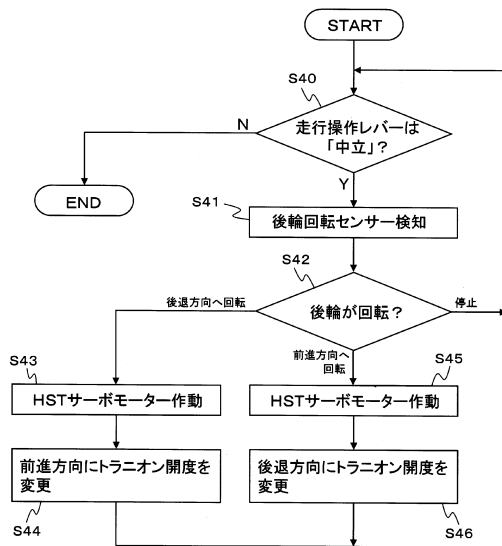 START
S40
走行操作レバーは
「中立」?
N
Y
END
S41
後輪回転センサー検知
S42
後輪が回転?
後退方向へ回転
停止
前進方向へ
回転
S43
HSTサーボモーター作動
S45
HSTサーボモーター作動
前進方向にトラニオン開度を
変更
S44
後退方向にトラニオン開度を
変更
S46